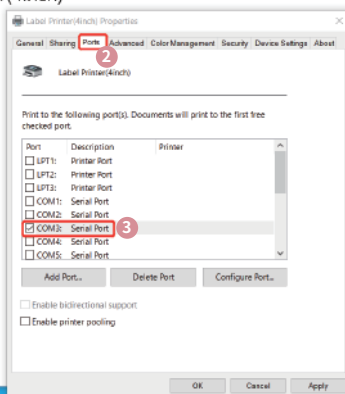 Label Printer(4inch) Properties
General Sharing Ports Advanced Color Management Security Device Settings About
2
Label Printer(4inch)
Print to the following port(s). Documents will print to the first free
checked port.
Port Description Printer
LPT1: Printer Port
LPT2: Printer Port
LPT3: Printer Port
COM1: Serial Port
COM2: Serial Port
COM3: Serial Port 3
COM4: Serial Port
COM5: Serial Port
Add Port... Delete Port Configure Port...
Enable bidirectional support
Enable printer pooling
OK Cancel Apply